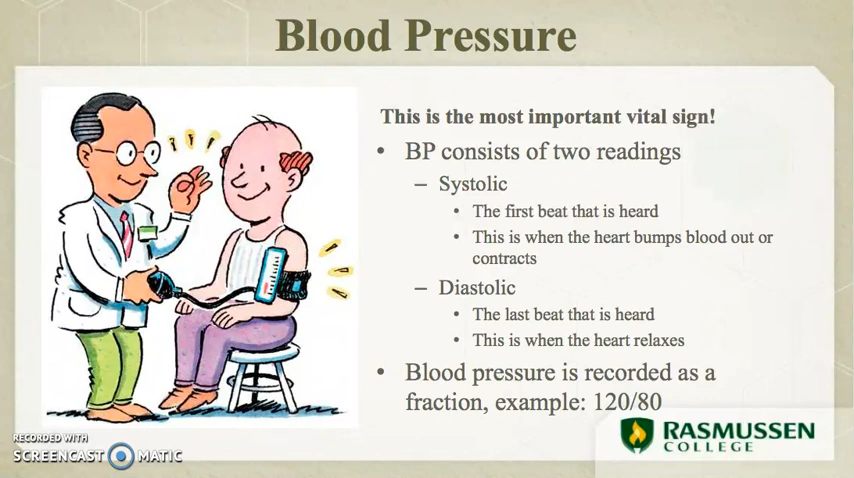 Blood Pressure
This is the most important vital sign!
• BP consists of two readings
– Systolic
• The first beat that is heard
• This is when the heart bumps blood out or
contracts
– Diastolic
• The last beat that is heard
• This is when the heart relaxes
• Blood pressure is recorded as a
fraction, example: 120/80
RECORDED WITH
SCREENCAST MATIC
RASMUSSEN
COLLEGE